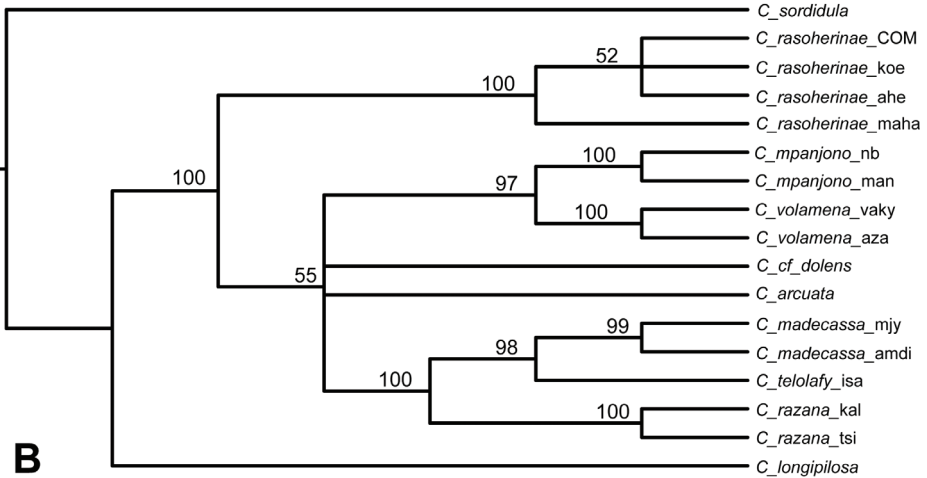 C_sordidula
C_rasoherinae_COM
52
C_rasoherinae_koe
100
C_rasoherinae_ahe
C_rasoherinae_maha
C_mpanjono_nb
100
100
97
C_mpanjono_man
C_volamena_vaky
100
C_volamena_aza
C_cf_dolens
55
C_arcuata
C_madecassa_mjy
99
98
C_madecassa_amdi
C_telolafy_isa
100
C_razana_kal
100
C_razana_tsi
B
C_longipilosa